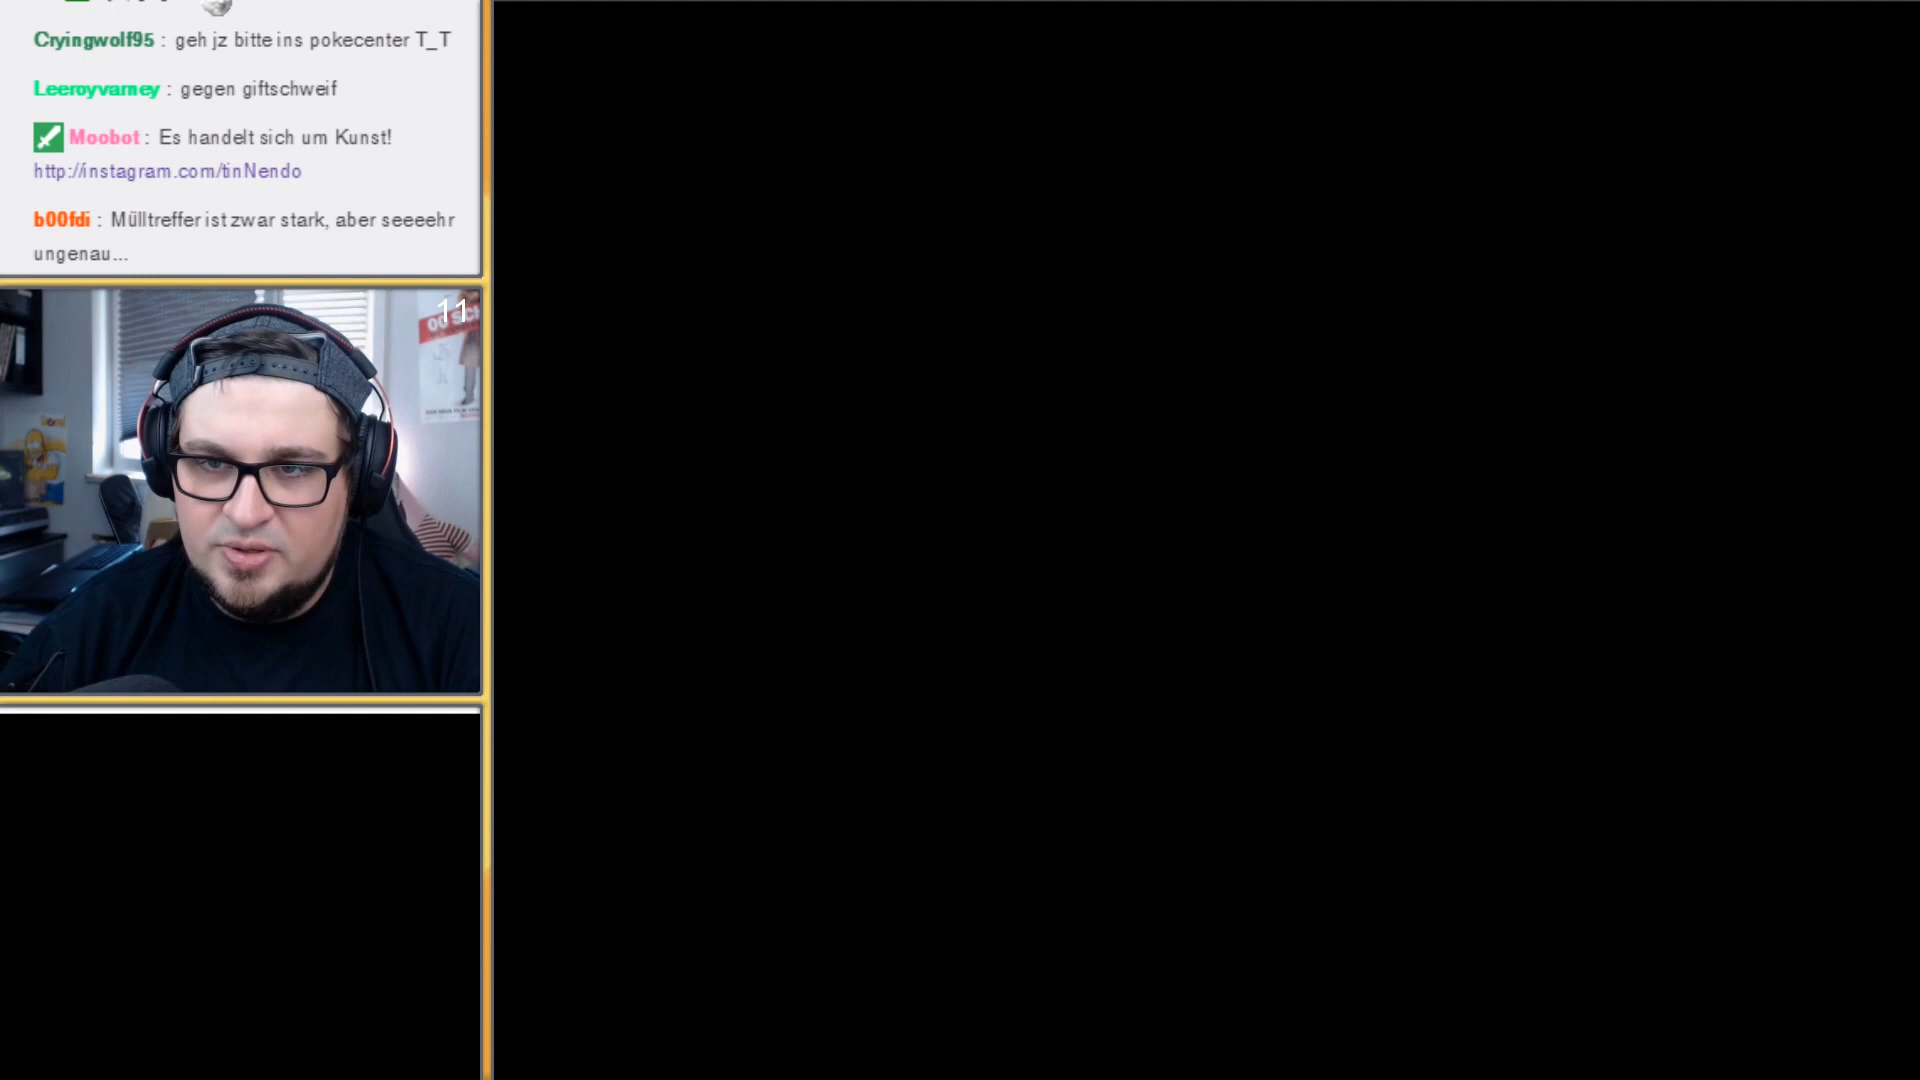 Cryingwolf95 : geh jz bitte ins pokecenter T_T
Leeroyvarney : gegen giftschweif
Moobot : Es handelt sich um Kunst!
http://instagram.com/tinNendo
b00fdi : Mülltreffer ist zwar stark, aber seeeehr
ungenau...
11